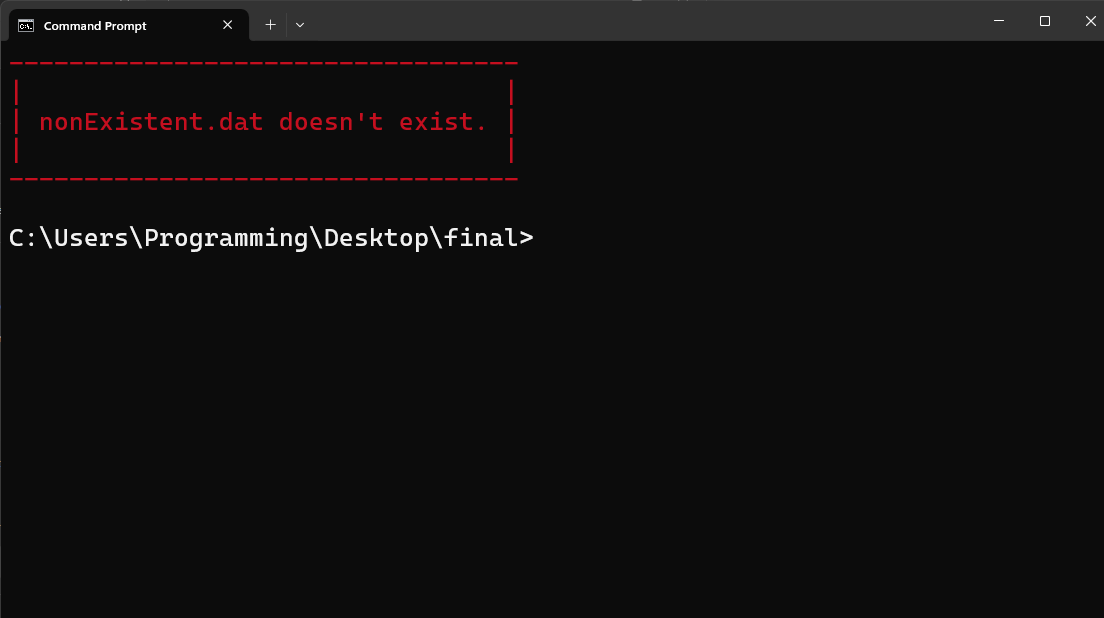 Command Prompt
----------------------------------
|                                |
| nonExistent.dat doesn't exist. |
|                                |
----------------------------------
C:\Users\Programming\Desktop\final>